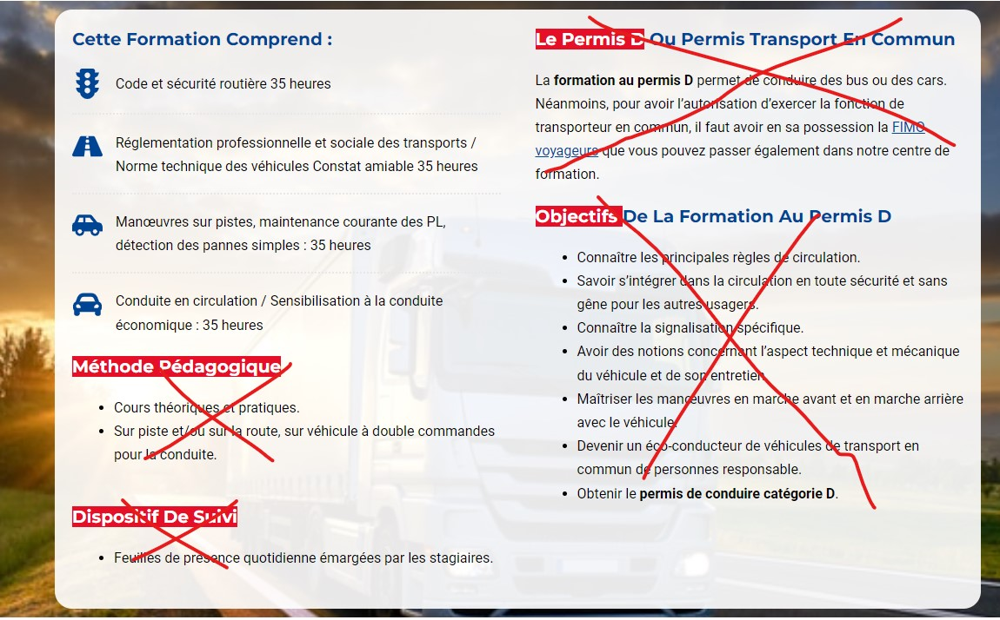 Cette Formation Comprend :
Code et sécurité routière 35 heures
Réglementation professionnelle et sociale des transports /
Norme technique des véhicules Constat amiable 35 heures
Manœuvres sur pistes, maintenance courante des PL,
détection des pannes simples : 35 heures
Conduite en circulation / Sensibilisation à la conduite
économique : 35 heures
Méthode Pédagogique
Cours théoriques et pratiques.
Sur piste et/ou sur la route, sur véhicule à double commandes
pour la conduite.
Dispositif De Suivi
Feuilles de présence quotidienne émargées par les stagiaires.
Le Permis D Ou Permis Transport En Commun
La formation au permis D permet de conduire des bus ou des cars.
Néanmoins, pour avoir l’autorisation d’exercer la fonction de
transporteur en commun, il faut avoir en sa possession la FIMO
voyageurs que vous pouvez passer également dans notre centre de
formation.
Objectifs De La Formation Au Permis D
Connaître les principales règles de circulation.
Savoir s’intégrer dans la circulation en toute sécurité et sans
gêne pour les autres usagers.
Connaître la signalisation spécifique.
Avoir des notions concernant l’aspect technique et mécanique
du véhicule et de son entretien.
Maîtriser les manœuvres en marche avant et en marche arrière
avec le véhicule.
Devenir un éco-conducteur de véhicules de transport en
commun de personnes responsable.
Obtenir le permis de conduire catégorie D.